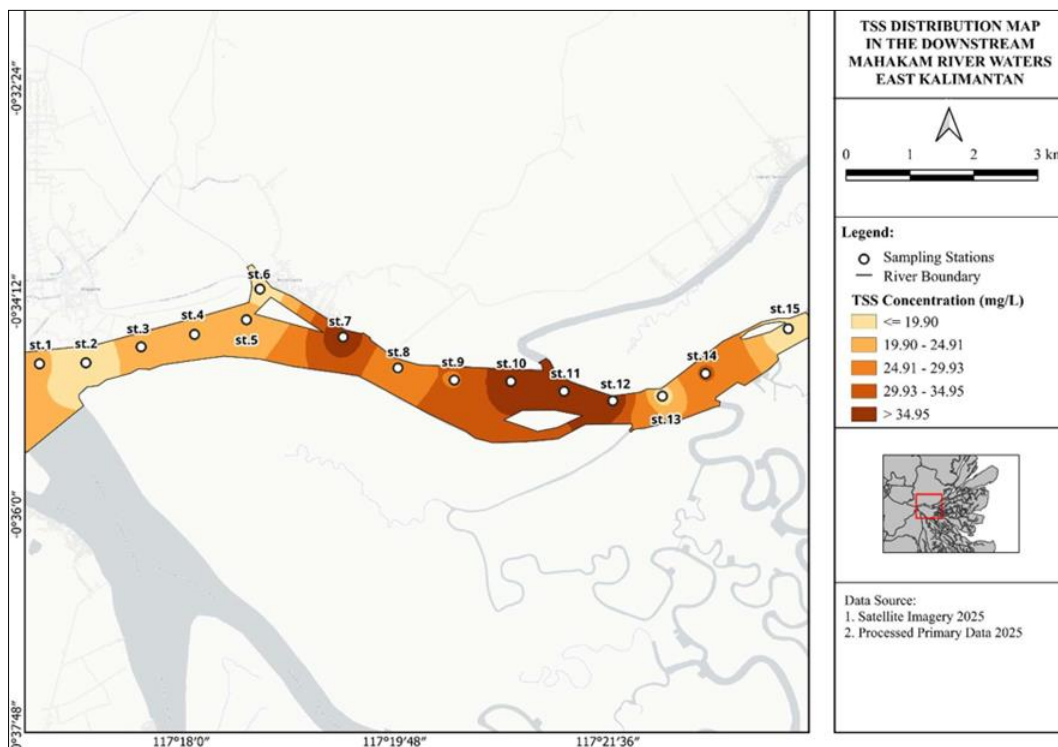 TSS DISTRIBUTION MAP
IN THE DOWNSTREAM
MAHAKAM RIVER WATERS
EAST KALIMANTAN
0 1 2 3 km
Legend:
Sampling Stations
River Boundary
TSS Concentration (mg/L)
<= 19.90
19.90 - 24.91
24.91 - 29.93
29.93 - 34.95
> 34.95
Data Source:
1. Satellite Imagery 2025
2. Processed Primary Data 2025
-0°32′24″
-0°34′12″
-0°36′0″
0°37′48″
st.1
st.2
st.3
st.4
st.5
st.6
st.7
st.8
st.9
st.10
st.11
st.12
st.13
st.14
st.15
117°18′0″
117°19′48″
117°21′36″